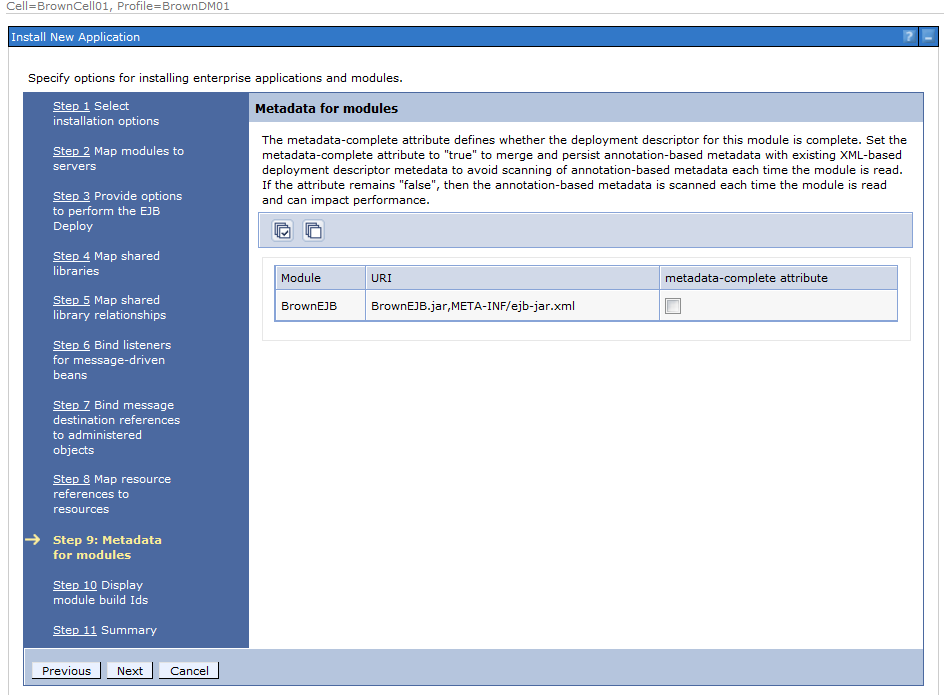 Cell=BrownCell01, Profile=BrownDM01
Install New Application
?
Specify options for installing enterprise applications and modules.
Step 1 Select
installation options
Step 2 Map modules to
servers
Step 3 Provide options
to perform the EJB
Deploy
Step 4 Map shared
libraries
Step 5 Map shared
library relationships
Step 6 Bind listeners
for message-driven
beans
Step 7 Bind message
destination references
to administered
objects
Step 8 Map resource
references to
resources
Step 9: Metadata
for modules
Step 10 Display
module build Ids
Step 11 Summary
Metadata for modules
The metadata-complete attribute defines whether the deployment descriptor for this module is complete. Set the
metadata-complete attribute to "true" to merge and persist annotation-based metadata with existing XML-based
deployment descriptor metedata to avoid scanning of annotation-based metadata each time the module is read.
If the attribute remains "false", then the annotation-based metadata is scanned each time the module is read
and can impact performance.
Module URI metadata-complete attribute
BrownEJB BrownEJB.jar,META-INF/ejb-jar.xml
Previous Next Cancel